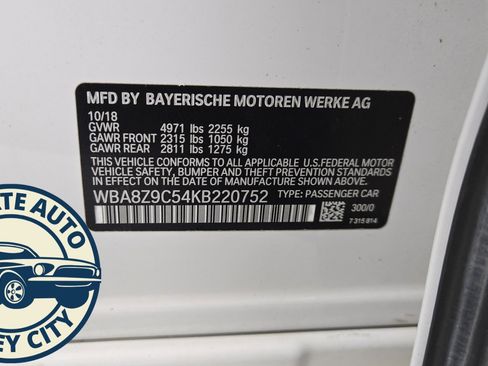 MFD BY BAYERISCHE MOTOREN WERKE AG
10/18
GVWR 4971 lbs 2255 kg
GAWR FRONT 2315 lbs 1050 kg
GAWR REAR 2811 lbs 1275 kg
THIS VEHICLE CONFORMS TO ALL APPLICABLE U.S.FEDERAL MOTOR
VEHICLE SAFETY, BUMPER AND THEFT PREVENTION STANDARDS
IN EFFECT ON THE DATE OF MANUFACTURE SHOWN ABOVE.
WBA8Z9C54KB220752 TYPE: PASSENGER CAR
300/0
7 315 814
ATE AUTO
EY CITY